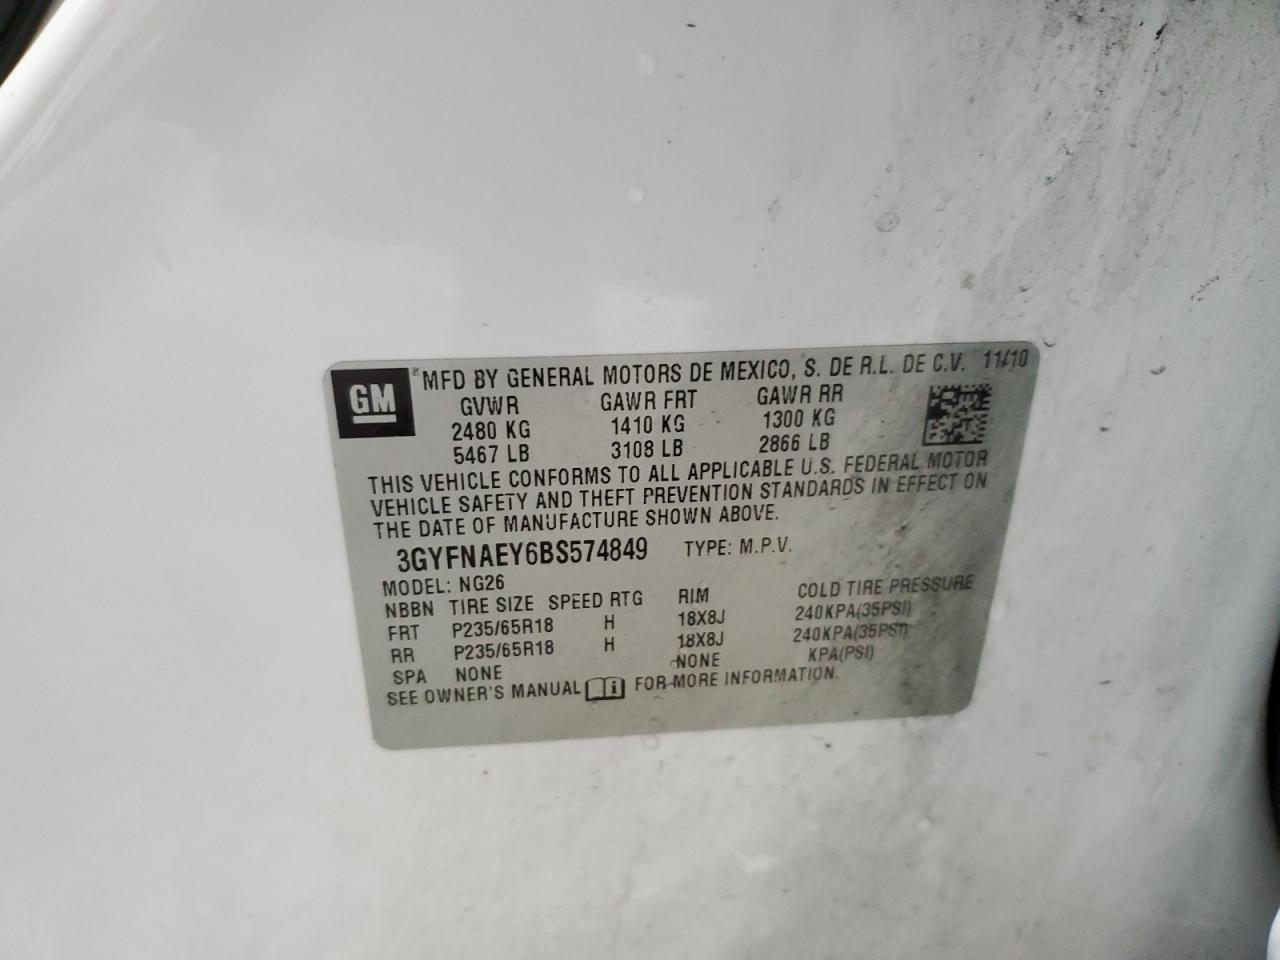 GM ® MFD BY GENERAL MOTORS DE MEXICO, S. DE R.L. DE C.V. 11/10
GVWR GAWR FRT GAWR RR
2480 KG 1410 KG 1300 KG
5467 LB 3108 LB 2866 LB
THIS VEHICLE CONFORMS TO ALL APPLICABLE U.S. FEDERAL MOTOR
VEHICLE SAFETY AND THEFT PREVENTION STANDARDS IN EFFECT ON
THE DATE OF MANUFACTURE SHOWN ABOVE.
3GYFNAEY6BS574849 TYPE: M.P.V.
MODEL: NG26
NBBN TIRE SIZE SPEED RTG RIM COLD TIRE PRESSURE
FRT P235/65R18 H 18X8J 240KPA(35PSI)
RR P235/65R18 H 18X8J 240KPA(35PSI)
SPA NONE NONE KPA(PSI)
SEE OWNER'S MANUAL FOR MORE INFORMATION.